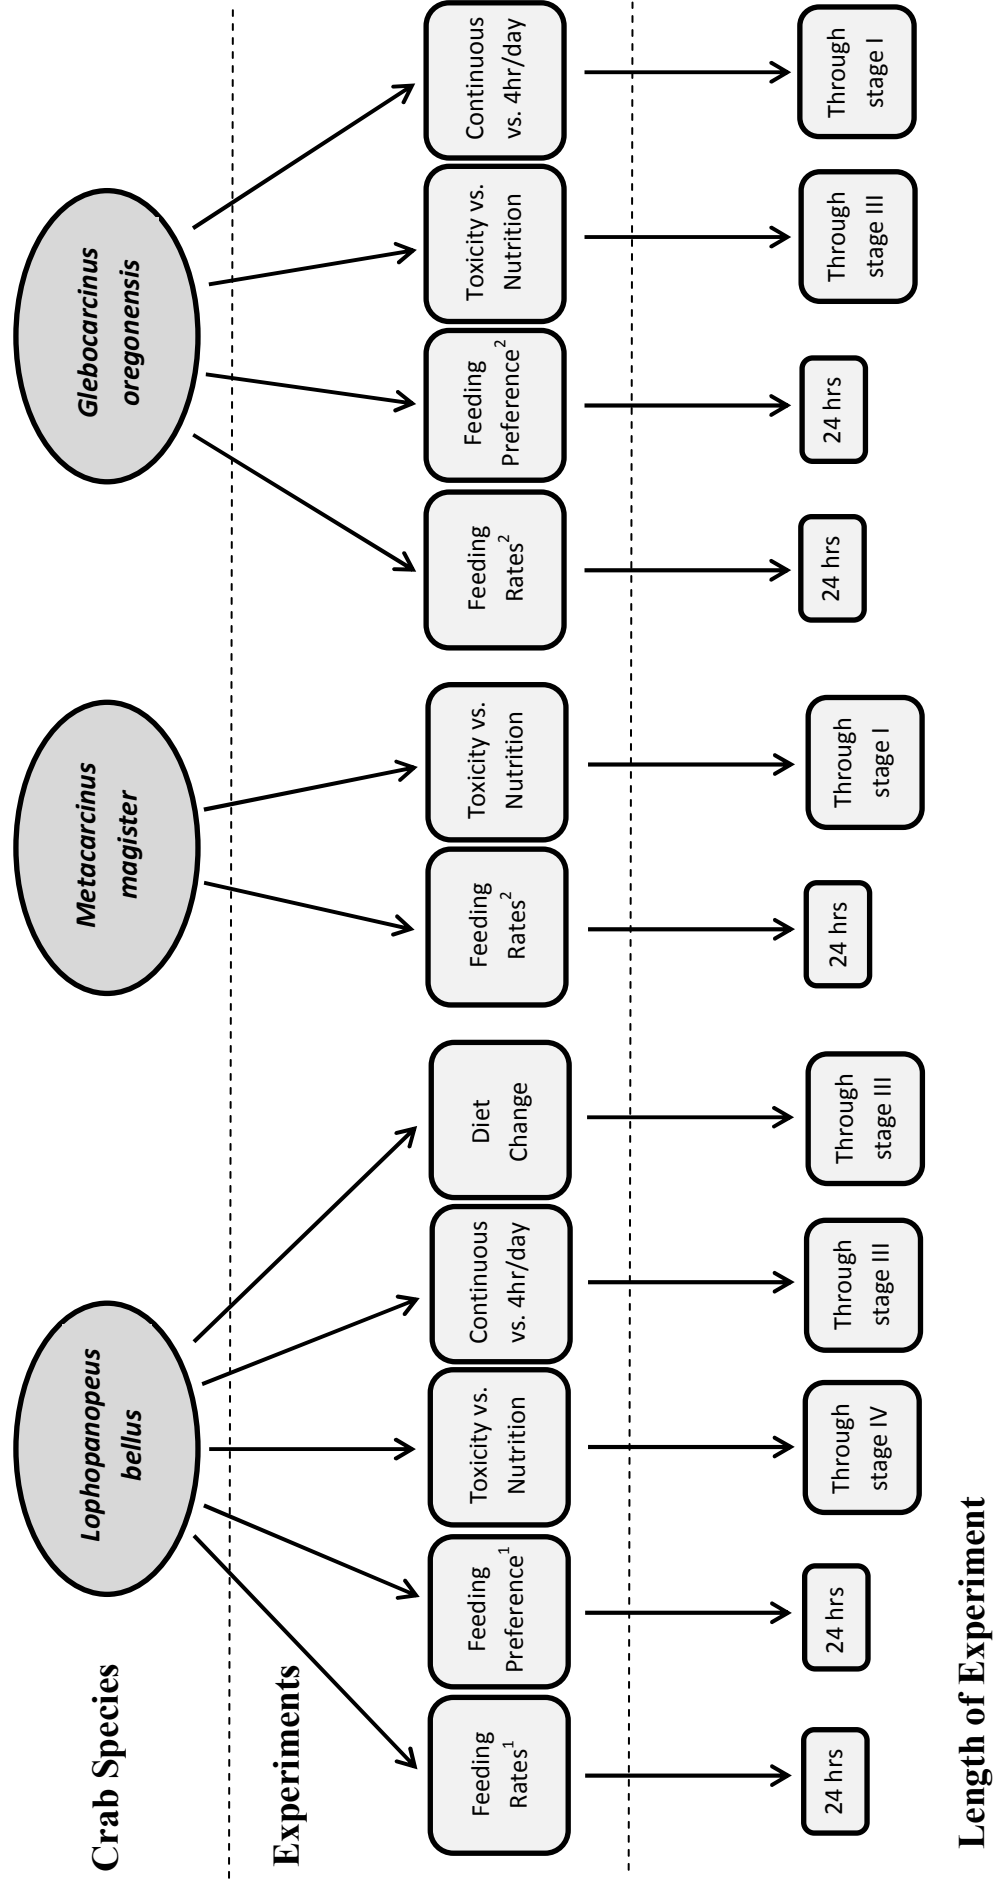 Crab Species
Lophopanopeus
bellus
Metacarcinus
magister
Glebocarcinus
oregonensis
Experiments
Feeding
Rates1
Feeding
Preference1
Toxicity vs.
Nutrition
Continuous
vs. 4hr/day
Diet
Change
Feeding
Rates2
Toxicity vs.
Nutrition
Feeding
Rates2
Feeding
Preference2
Toxicity vs.
Nutrition
Continuous
vs. 4hr/day
24 hrs
24 hrs
Through
stage IV
Through
stage III
Through
stage III
24 hrs
Through
stage I
24 hrs
24 hrs
Through
stage III
Through
stage I
Length of Experiment